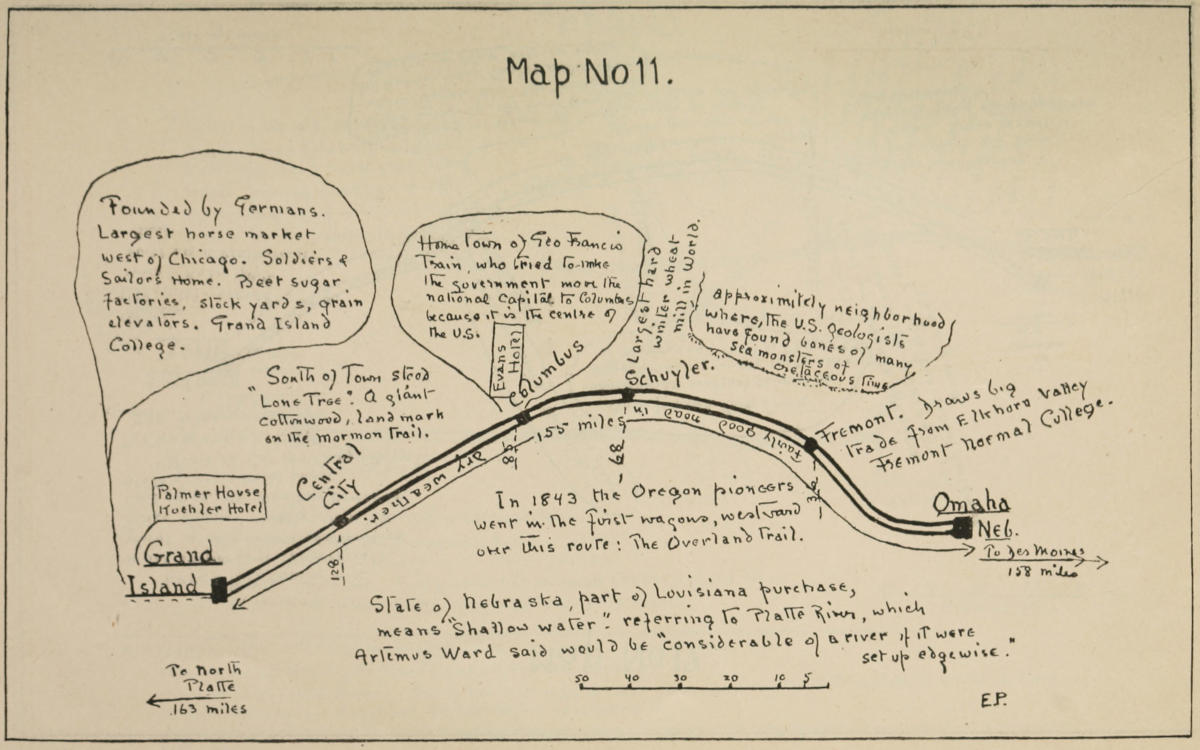 Map No 11.
Founded by Germans.
Largest horse market
west of Chicago. Soldiers &
Sailors Home. Beet sugar
factories, stock yards, grain
elevators. Grand Island
College.
Home Town of Geo Francis
Train, who tried to make
the government move the
national Capital to Columbus
because it is the centre of
the U.S.
Largest hard
winter wheat
mill in World.
approximitely neighborhood
where, the U.S. Geologists
have found bones of many
sea monsters of
cretaceous time
"South of Town stood
Lone Tree". A giant
cottonwood, land mark
on the mormon Trail.
Evans
Hotel
Columbus
Schuyler.
Fremont. Draws big
trade from Elkhorn Valley
Fremont Normal College.
Central
City
155 miles
Fairly good road in
dry weather.
85
68
37
128
Palmer House
Koehler Hotel
Grand
Island
In 1843 the Oregon pioneers
went in the first wagons, westward
over this route: The Overland Trail.
Omaha
Neb.
To Des Moines
158 miles
State of Nebraska, part of Louisiana purchase,
means "Shallow water". referring to Platte River, which
Artemus Ward said would be "considerable of a river if it were
set up edgewise."
To North
Platte
163 miles
50 40 30 20 10 5
E.P.